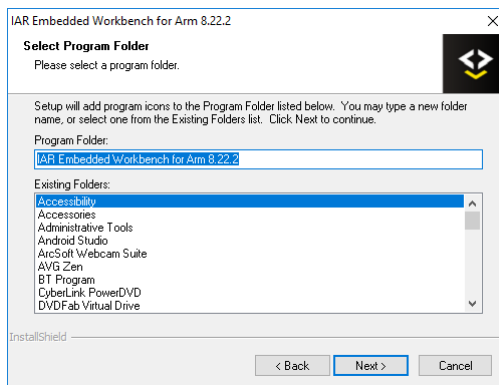 IAR Embedded Workbench for Arm 8.22.2
Select Program Folder
Please select a program folder.
Setup will add program icons to the Program Folder listed below. You may type a new folder
name, or select one from the Existing Folders list. Click Next to continue.
Program Folder:
IAR Embedded Workbench for Arm 8.22.2
Existing Folders:
Accessibility
Accessories
Administrative Tools
Android Studio
ArcSoft Webcam Suite
AVG Zen
BT Program
CyberLink PowerDVD
DVDFab Virtual Drive
InstallShield
< Back
Next >
Cancel